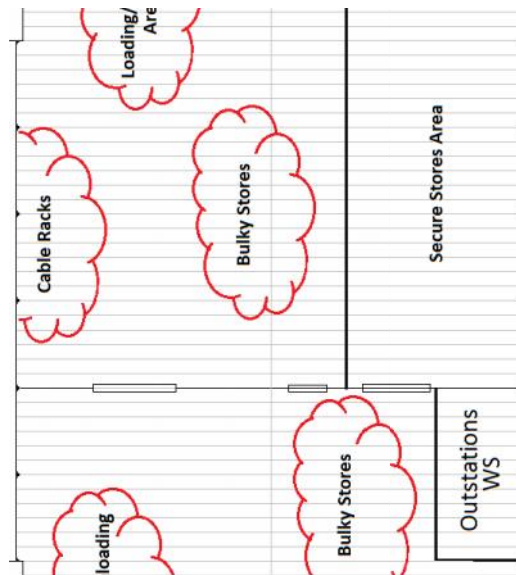 Loading/
Are
Bulky Stores
Cable Racks
Secure Stores Area
Outstations
WS
Bulky Stores
loading